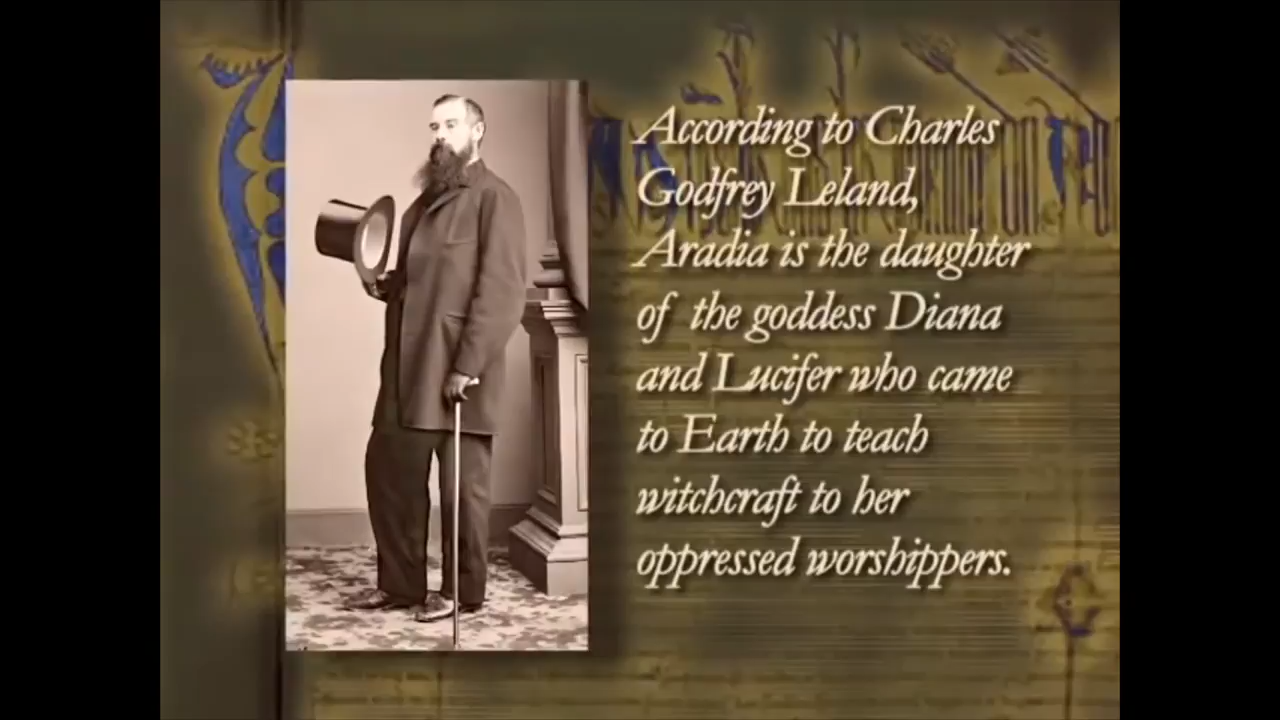 According to Charles
Godfrey Leland,
Aradia is the daughter
of the goddess Diana
and Lucifer who came
to Earth to teach
witchcraft to her
oppressed worshippers.